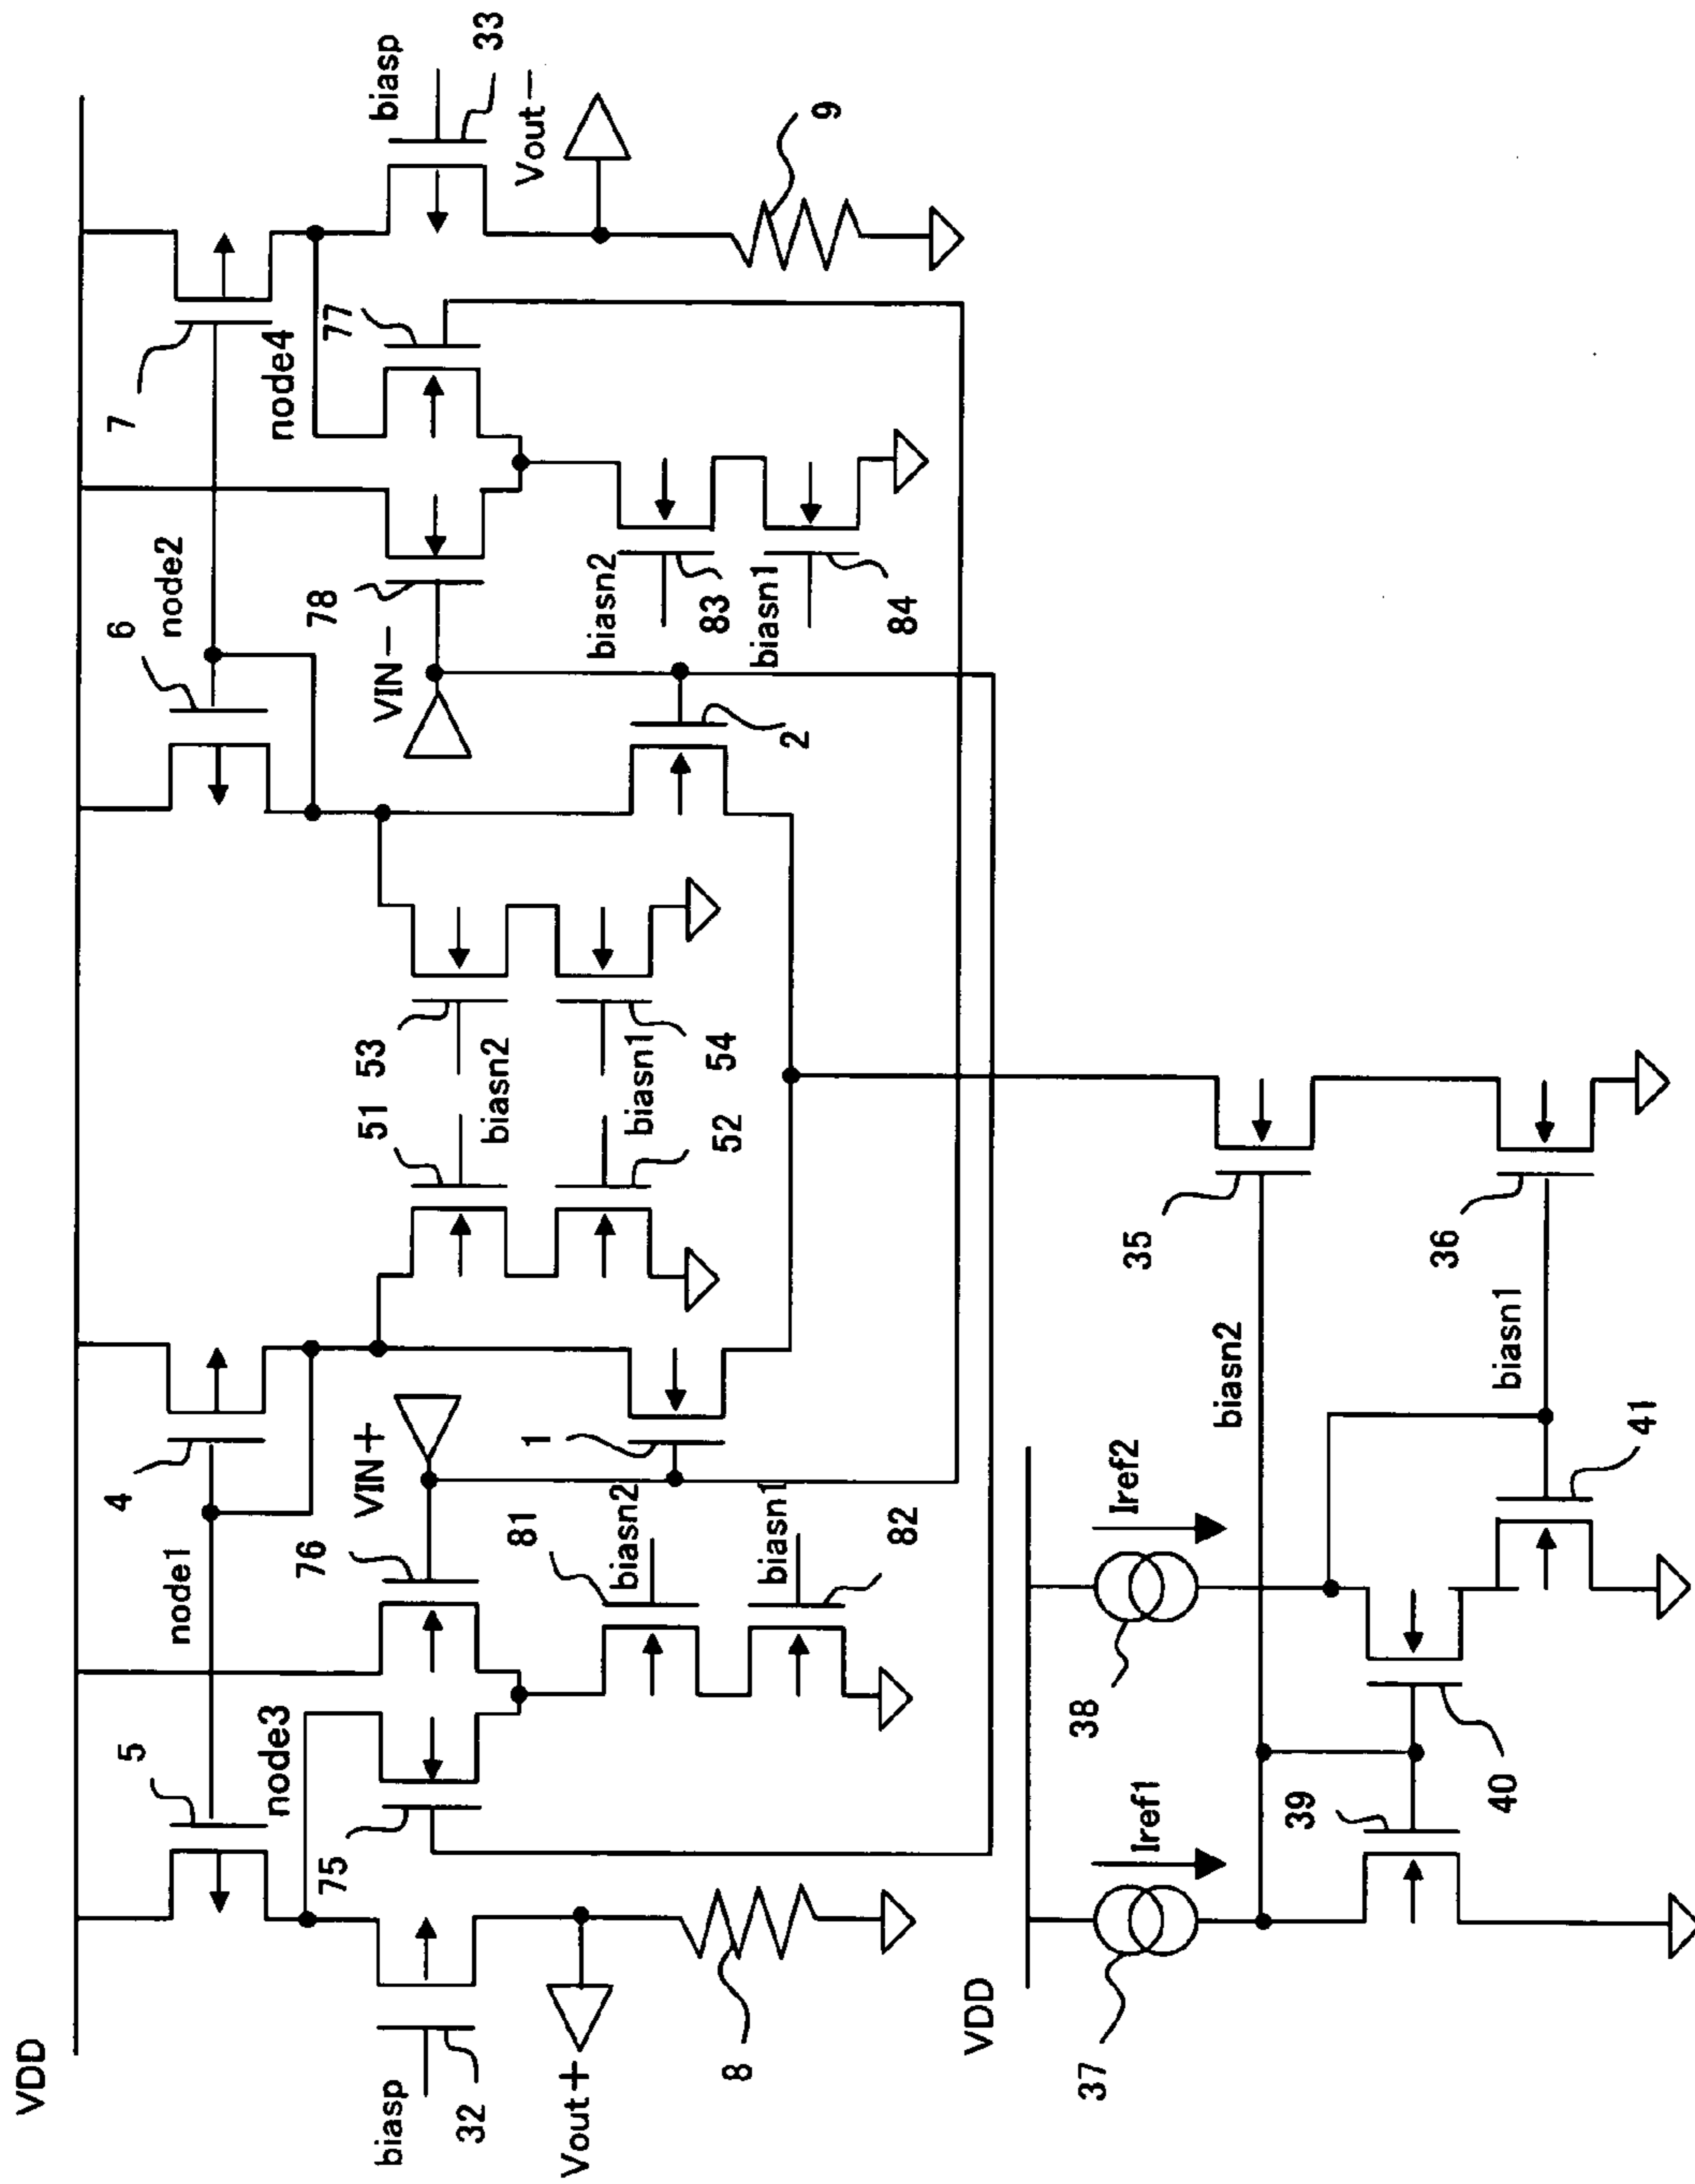 VDD
biasp
33
Vout−
9
7
node4
77
6
node2
78
VIN−
biasn2
83
biasn1
84
2
53
biasn2
51
54
biasn1
52
4
VIN+
1
node1
76
81
biasn2
biasn1
82
5
node3
75
biasp
32
Vout+
8
VDD
35
36
biasn2
biasn1
Iref2
38
41
40
39
Iref1
37